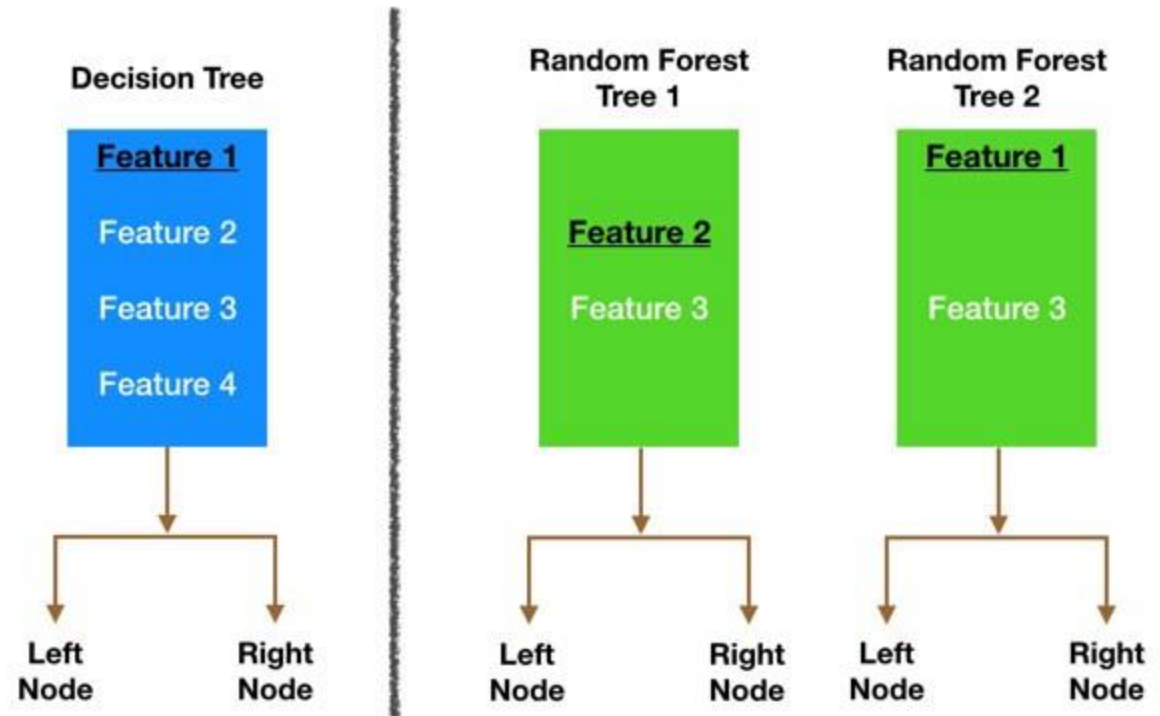 Decision Tree
Feature 1
Feature 2
Feature 3
Feature 4
Left
Node
Right
Node
Random Forest
Tree 1
Feature 2
Feature 3
Left
Node
Right
Node
Random Forest
Tree 2
Feature 1
Feature 3
Left
Node
Right
Node